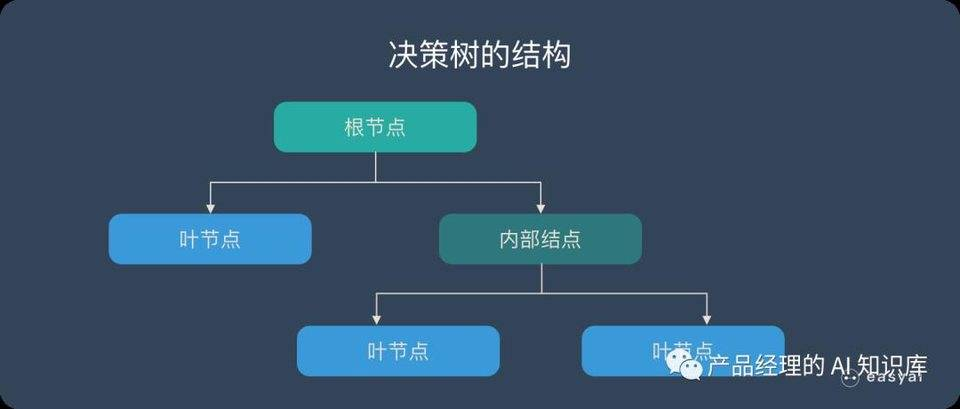 决策树的结构
根节点
叶节点
内部结点
叶节点
叶节点
产品经理的 AI 知识库
easyai